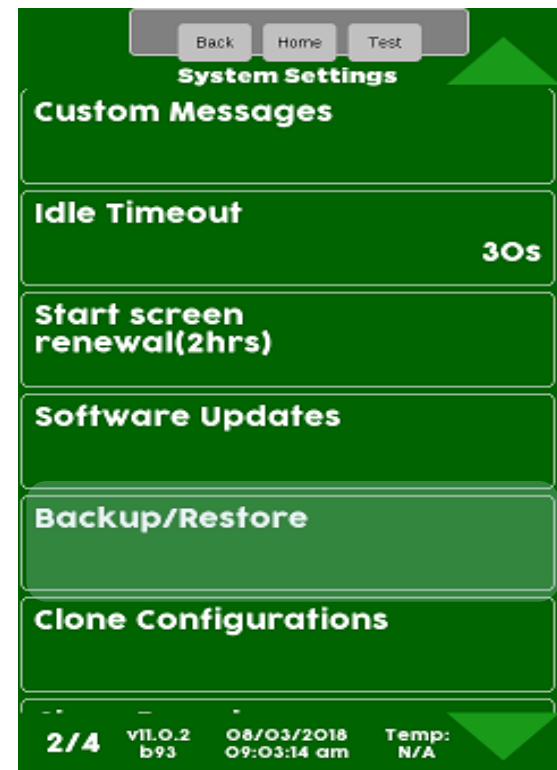 Back Home Test
System Settings
Custom Messages
Idle Timeout
30s
Start screen
renewal(2hrs)
Software Updates
Backup/Restore
Clone Configurations
2/4 v11.0.2 08/03/2018 Temp:
b93 09:03:14 am N/A